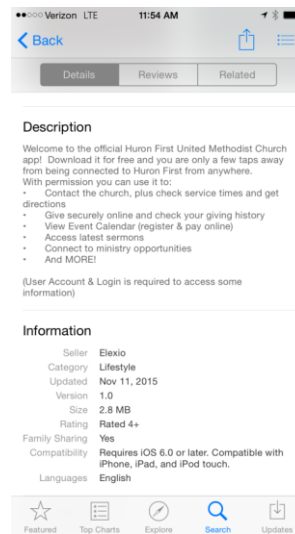 Verizon LTE 11:54 AM
Back
Details Reviews Related
Description
Welcome to the official Huron First United Methodist Church
app! Download it for free and you are only a few taps away
from being connected to Huron First from anywhere.
With permission you can use it to:
• Contact the church, plus check service times and get
directions
• Give securely online and check your giving history
• View Event Calendar (register & pay online)
• Access latest sermons
• Connect to ministry opportunities
• And MORE!
(User Account & Login is required to access some
information)
Information
Seller Elexio
Category Lifestyle
Updated Nov 11, 2015
Version 1.0
Size 2.8 MB
Rating Rated 4+
Family Sharing Yes
Compatibility Requires iOS 6.0 or later. Compatible with
iPhone, iPad, and iPod touch.
Languages English
Featured Top Charts Explore Search Updates